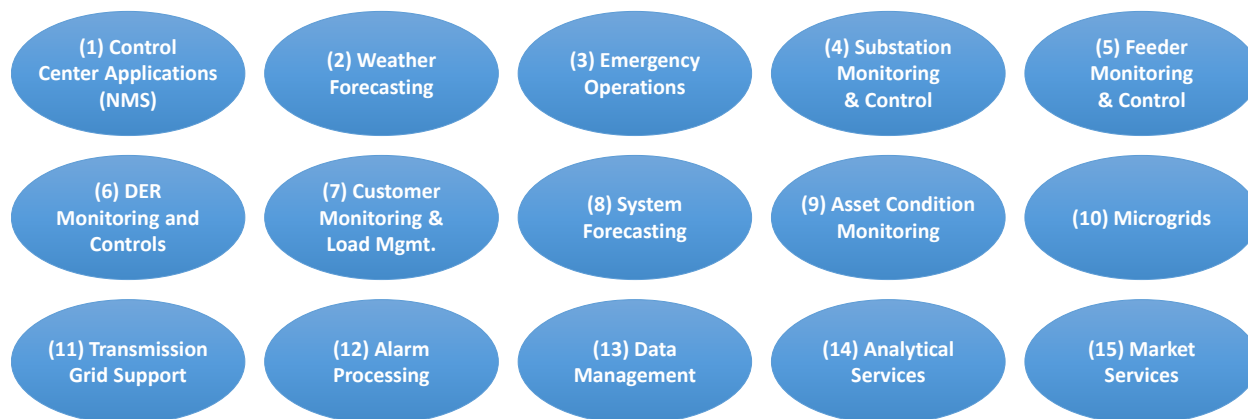 (1) Control
Center Applications
(NMS)
(2) Weather
Forecasting
(3) Emergency
Operations
(4) Substation
Monitoring
& Control
(5) Feeder
Monitoring
& Control
(6) DER
Monitoring and
Controls
(7) Customer
Monitoring &
Load Mgmt.
(8) System
Forecasting
(9) Asset Condition
Monitoring
(10) Microgrids
(11) Transmission
Grid Support
(12) Alarm
Processing
(13) Data
Management
(14) Analytical
Services
(15) Market
Services